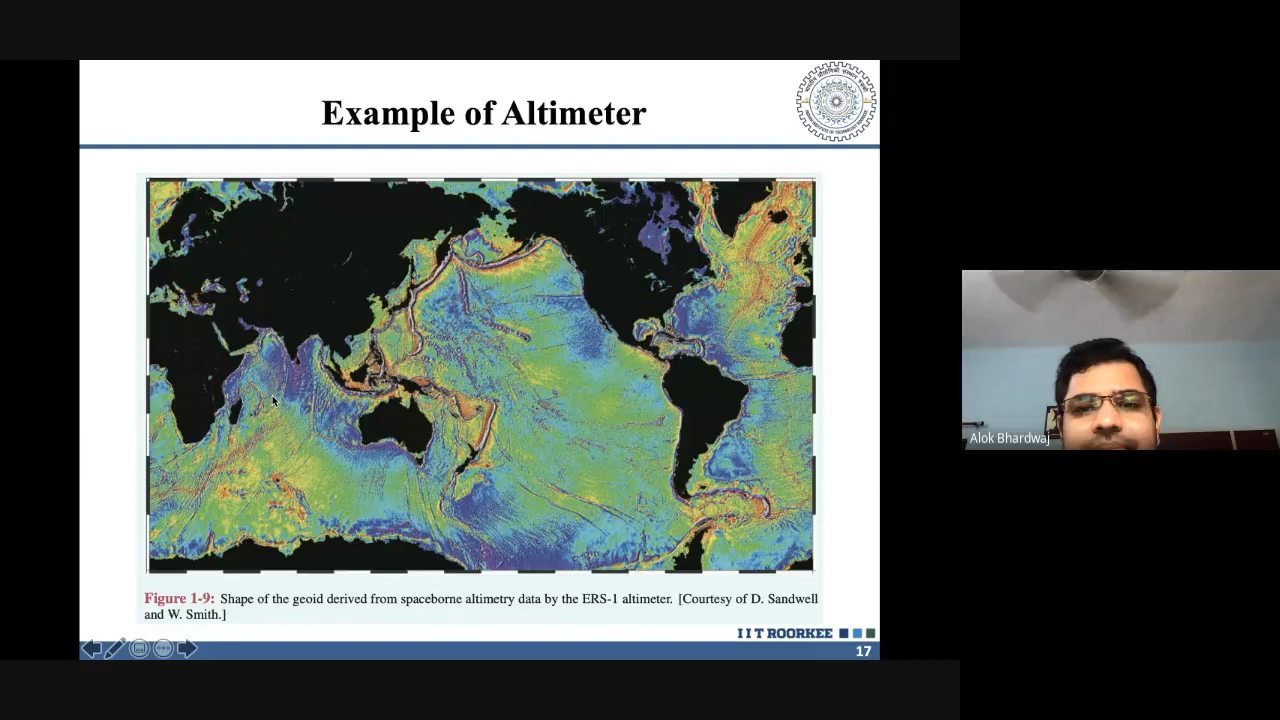 Example of Altimeter
Figure 1-9: Shape of the geoid derived from spaceborne altimetry data by the ERS-1 altimeter. [Courtesy of D. Sandwell
and W. Smith.]
IIT ROORKEE
17
Alok Bhardwaj